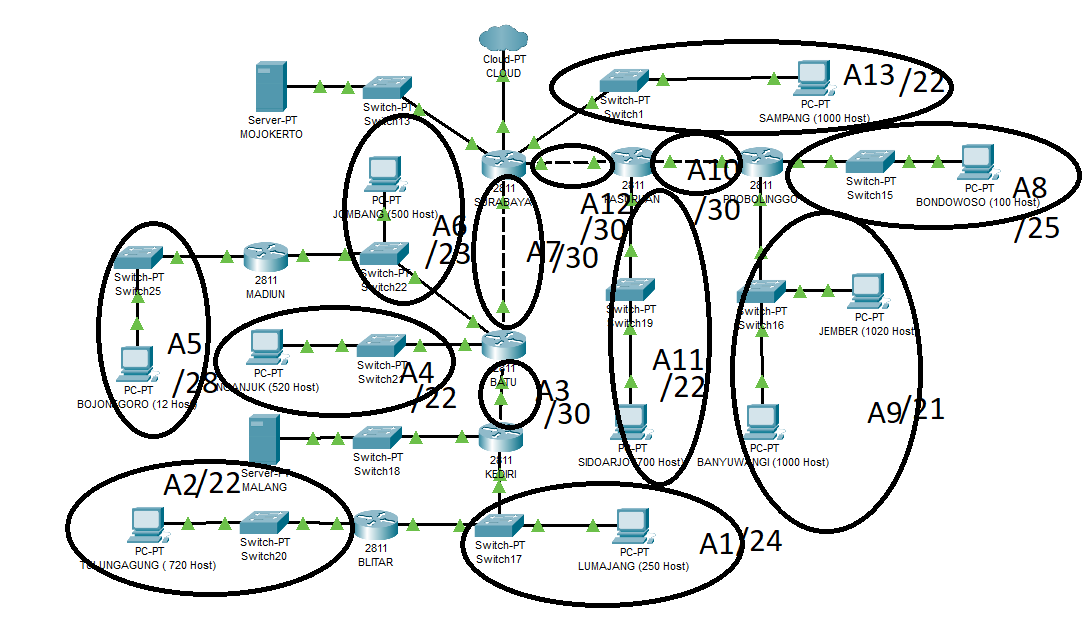 Cloud-PT
CLOUD
Server-PT
MOJOKERTO
Switch-PT
Switch13
Switch-PT
Switch1
PC-PT
SAMPANG (1000 Host)
A13
/22
2811
SURABAYA
2811
PASURUAN
2811
PROBOLINGGO
A12
/30
A10
/30
Switch-PT
Switch15
PC-PT
BONDOWOSO (100 Host)
A8
/25
PC-PT
JOMBANG (500 Host)
A6
/23
Switch-PT
Switch22
A7
/30
Switch-PT
Switch25
2811
MADIUN
PC-PT
BOJONEGORO (12 Host)
A5
/28
PC-PT
NGANJUK (520 Host)
Switch-PT
A4
/22
2811
BATU
A3
/30
Switch-PT
Switch19
A11
/22
PC-PT
SIDOARJO (700 Host)
Switch-PT
Switch16
PC-PT
JEMBER (1020 Host)
A9
/21
PC-PT
BANYUWANGI (1000 Host)
Server-PT
MALANG
Switch-PT
Switch18
2811
KEDIRI
A2
/22
PC-PT
TULUNGAGUNG ( 720 Host)
Switch-PT
Switch20
2811
BLITAR
Switch-PT
Switch17
PC-PT
LUMAJANG (250 Host)
A1
/24